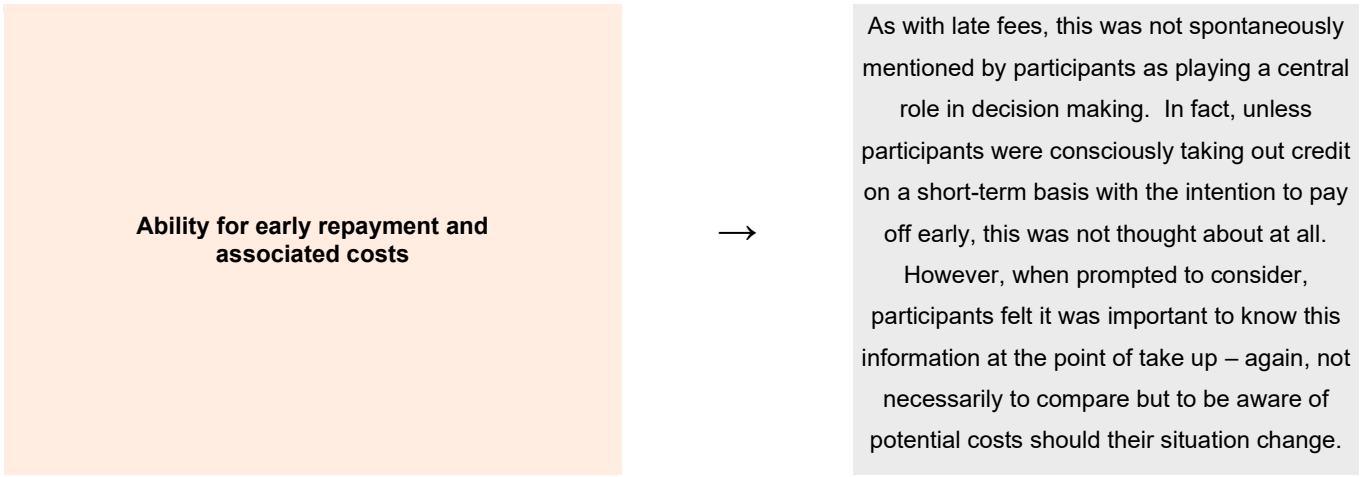 Ability for early repayment and
associated costs
→
As with late fees, this was not spontaneously
mentioned by participants as playing a central
role in decision making.  In fact, unless
participants were consciously taking out credit
on a short-term basis with the intention to pay
off early, this was not thought about at all.
However, when prompted to consider,
participants felt it was important to know this
information at the point of take up – again, not
necessarily to compare but to be aware of
potential costs should their situation change.